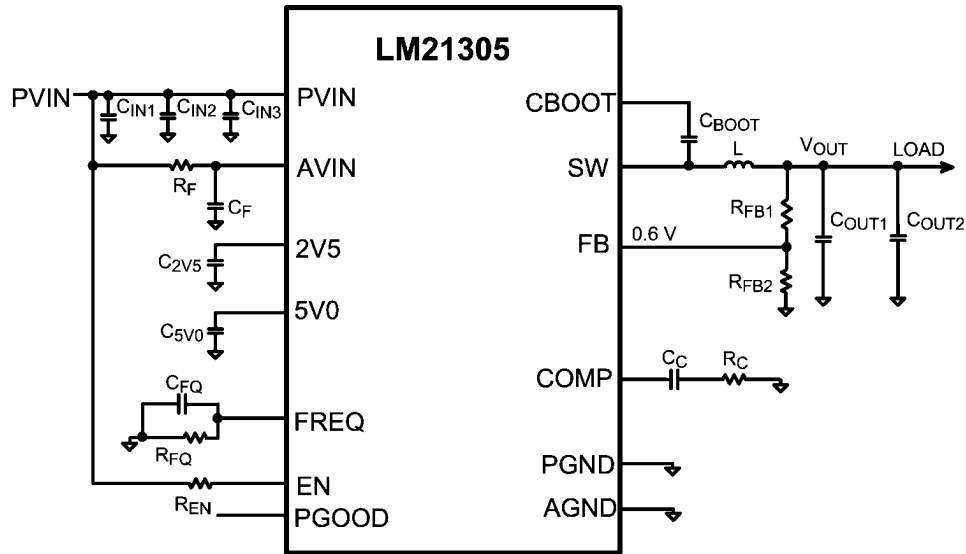 LM21305
PVIN
CIN1
CIN2
CIN3
PVIN
CBOOT
CBOOT
RF
AVIN
SW
L
VOUT
LOAD
CF
RFB1
COUT1
COUT2
2V5
FB
0.6 V
C2V5
RFB2
5V0
C5V0
COMP
CC
RC
CFQ
FREQ
RFQ
PGND
EN
REN
AGND
PGOOD